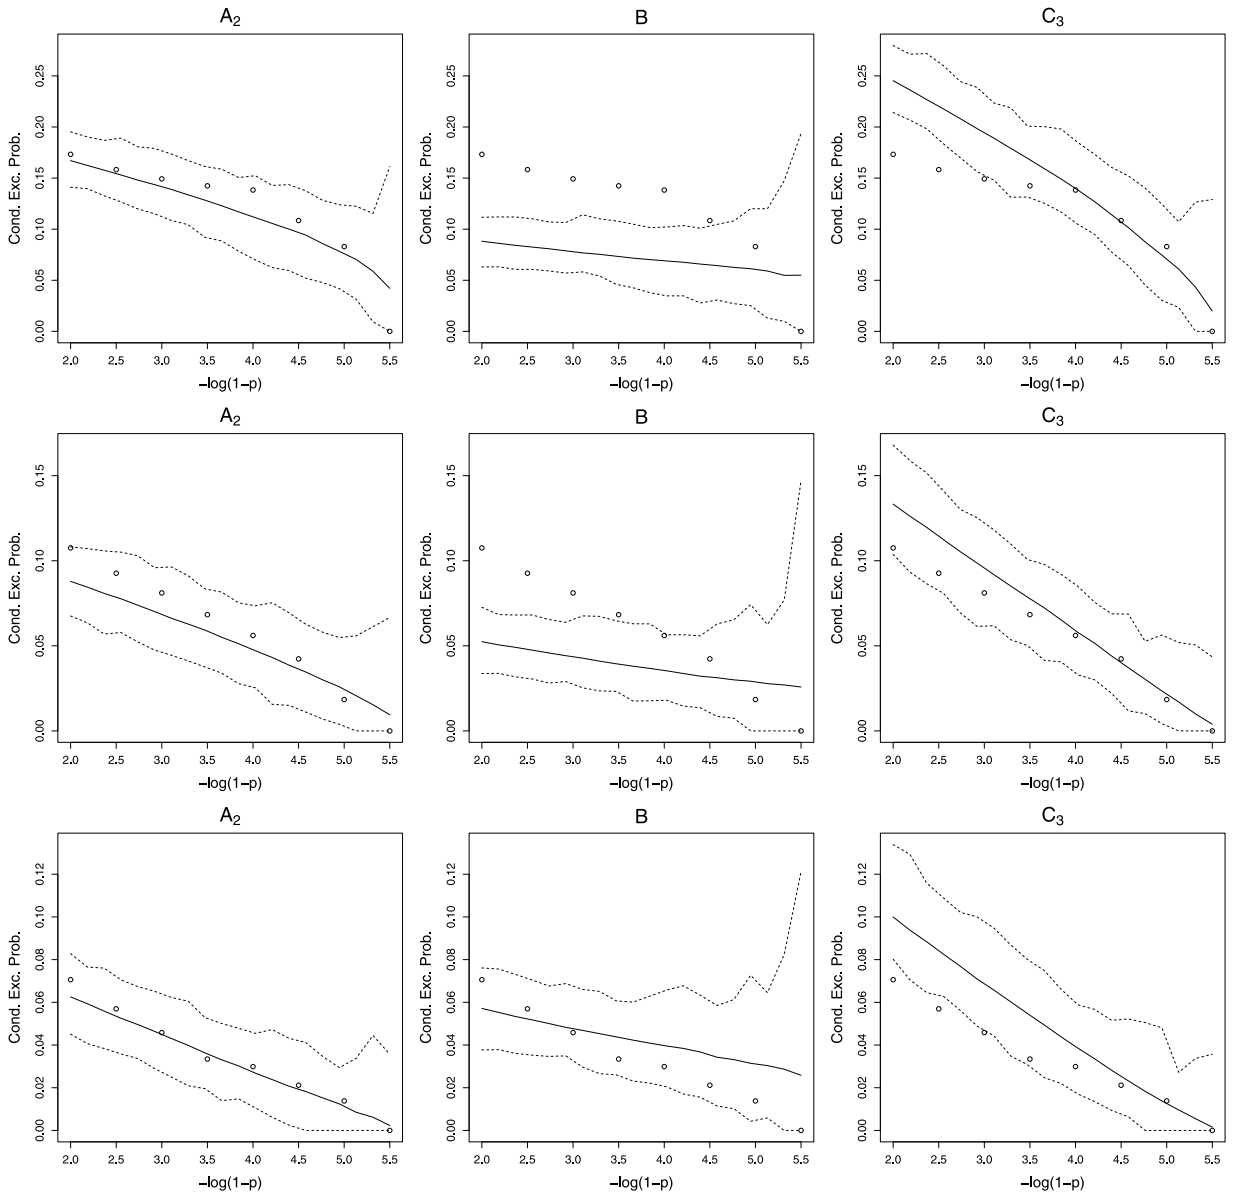 A2 B C3
Cond. Exc. Prob. Cond. Exc. Prob. Cond. Exc. Prob.
0.25 0.25 0.25
0.20 0.20 0.20
0.15 0.15 0.15
0.10 0.10 0.10
0.05 0.05 0.05
0.00 0.00 0.00
2.0 2.5 3.0 3.5 4.0 4.5 5.0 5.5 2.0 2.5 3.0 3.5 4.0 4.5 5.0 5.5 2.0 2.5 3.0 3.5 4.0 4.5 5.0 5.5
−log(1−p) −log(1−p) −log(1−p)
A2 B C3
Cond. Exc. Prob. Cond. Exc. Prob. Cond. Exc. Prob.
0.15 0.15 0.15
0.10 0.10 0.10
0.05 0.05 0.05
0.00 0.00 0.00
2.0 2.5 3.0 3.5 4.0 4.5 5.0 5.5 2.0 2.5 3.0 3.5 4.0 4.5 5.0 5.5 2.0 2.5 3.0 3.5 4.0 4.5 5.0 5.5
−log(1−p) −log(1−p) −log(1−p)
A2 B C3
Cond. Exc. Prob. Cond. Exc. Prob. Cond. Exc. Prob.
0.12 0.12 0.12
0.10 0.10 0.10
0.08 0.08 0.08
0.06 0.06 0.06
0.04 0.04 0.04
0.02 0.02 0.02
0.00 0.00 0.00
2.0 2.5 3.0 3.5 4.0 4.5 5.0 5.5 2.0 2.5 3.0 3.5 4.0 4.5 5.0 5.5 2.0 2.5 3.0 3.5 4.0 4.5 5.0 5.5
−log(1−p) −log(1−p) −log(1−p)